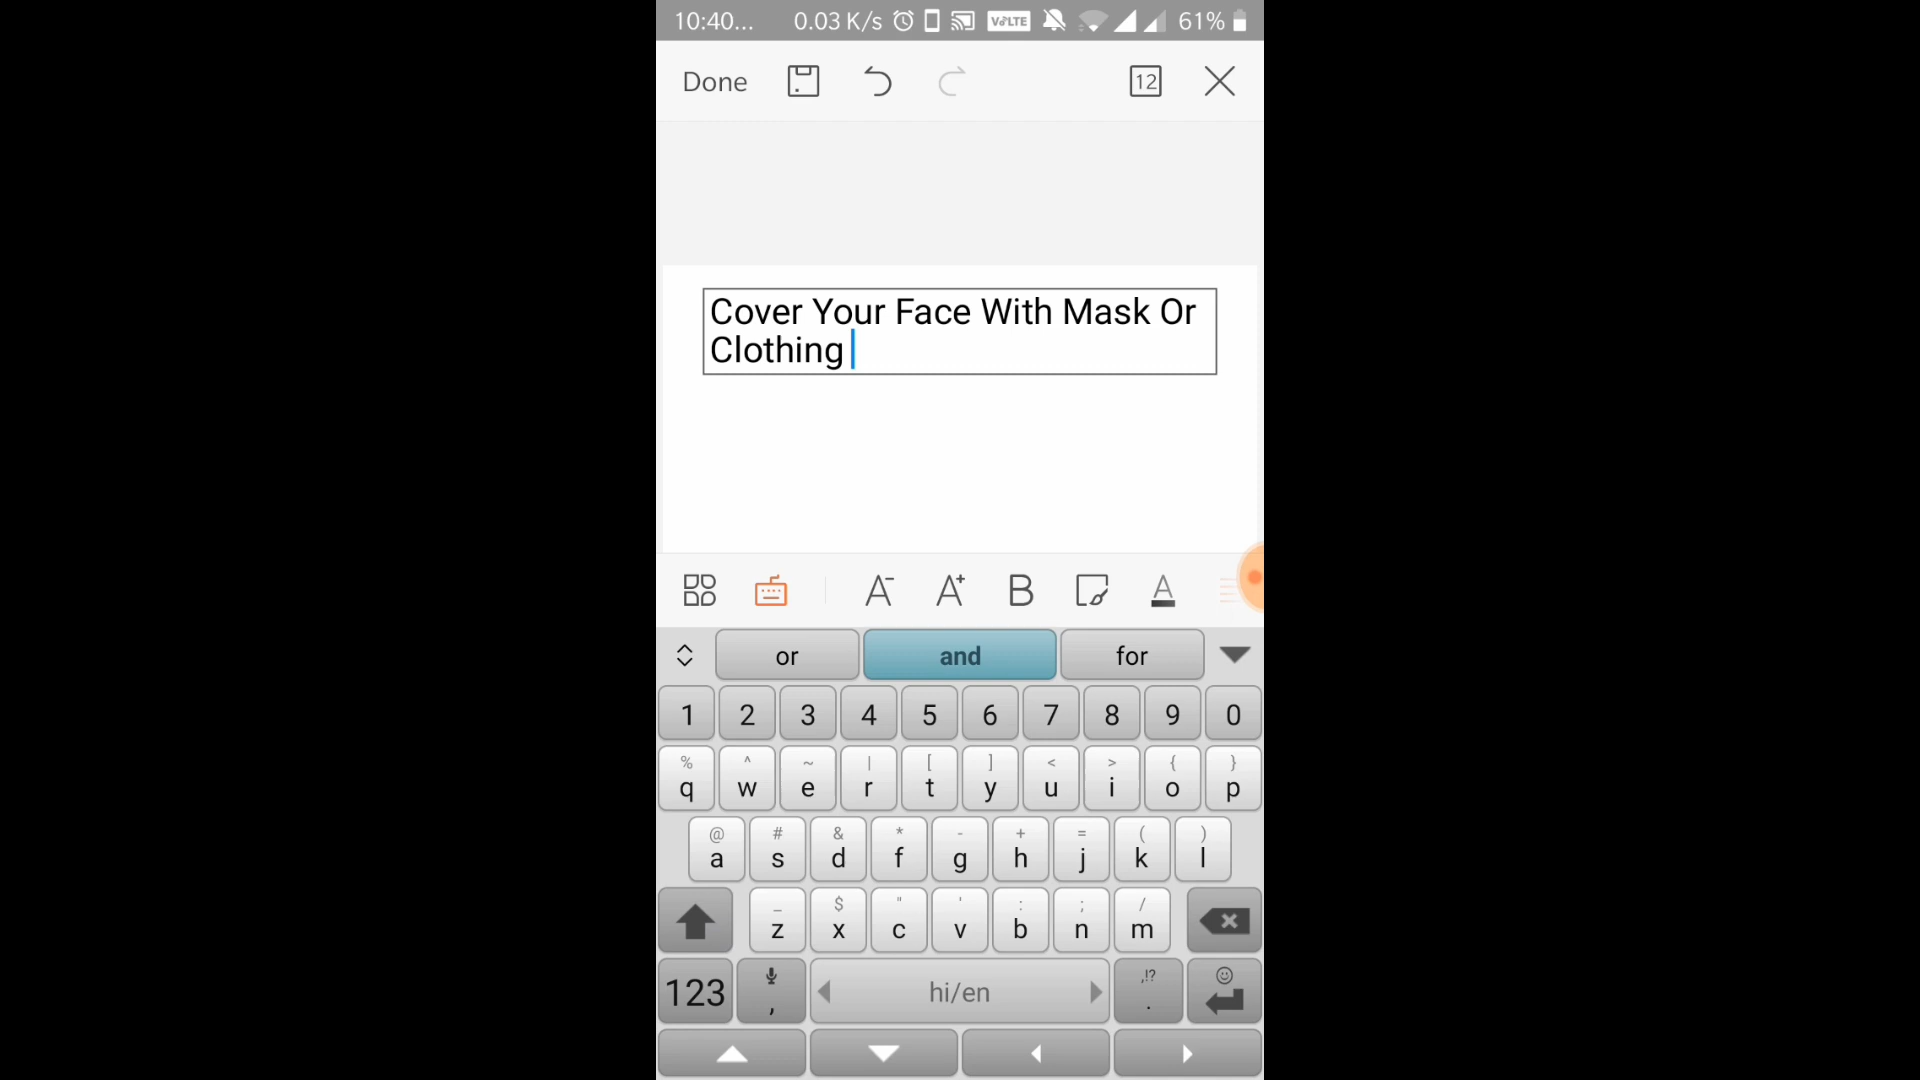 10:40... 0.03 K/s VoLTE 61%
Done 12
Cover Your Face With Mask Or
Clothing
A- A+ B A
or and for
1 2 3 4 5 6 7 8 9 0
% ^ ~ | [ ] < > { }
q w e r t y u i o p
@ # & * - + = ( )
a s d f g h j k l
_ $ " ' : ; /
z x c v b n m
123 , hi/en ,!? .